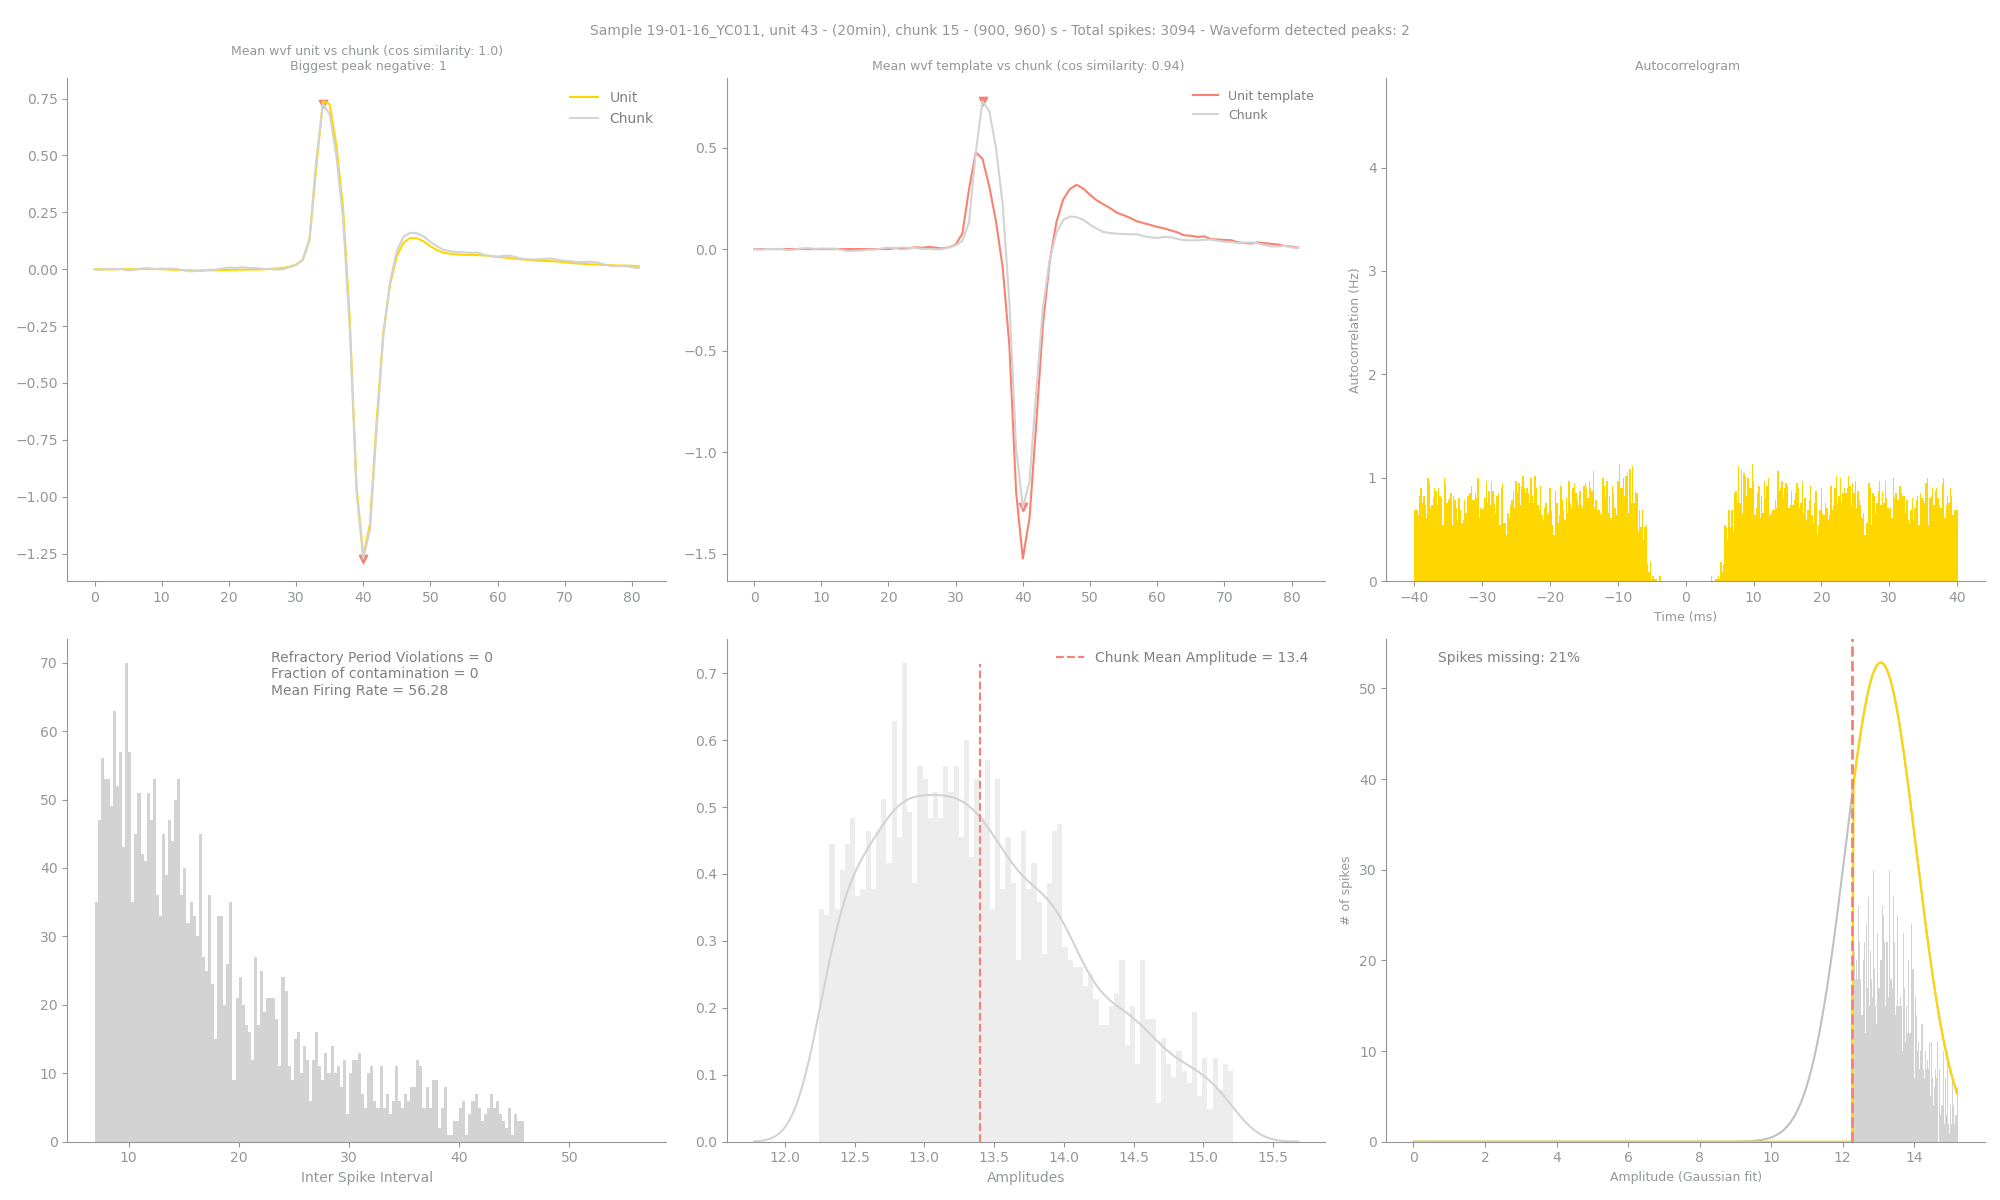 Sample 19-01-16_YC011, unit 43 - (20min), chunk 15 - (900, 960) s - Total spikes: 3094 - Waveform detected peaks: 2
Mean wvf unit vs chunk (cos similarity: 1.0)
Biggest peak negative: 1
Unit
Chunk
0.75
0.50
0.25
0.00
−0.25
−0.50
−0.75
−1.00
−1.25
0 10 20 30 40 50 60 70 80
Mean wvf template vs chunk (cos similarity: 0.94)
Unit template
Chunk
0.5
0.0
−0.5
−1.0
−1.5
0 10 20 30 40 50 60 70 80
Autocorrelogram
Autocorrelation (Hz)
4
3
2
1
0
−40 −30 −20 −10 0 10 20 30 40
Time (ms)
Refractory Period Violations = 0
Fraction of contamination = 0
Mean Firing Rate = 56.28
70
60
50
40
30
20
10
0
10 20 30 40 50
Inter Spike Interval
Chunk Mean Amplitude = 13.4
0.7
0.6
0.5
0.4
0.3
0.2
0.1
0.0
12.0 12.5 13.0 13.5 14.0 14.5 15.0 15.5
Amplitudes
Spikes missing: 21%
# of spikes
50
40
30
20
10
0
0 2 4 6 8 10 12 14
Amplitude (Gaussian fit)